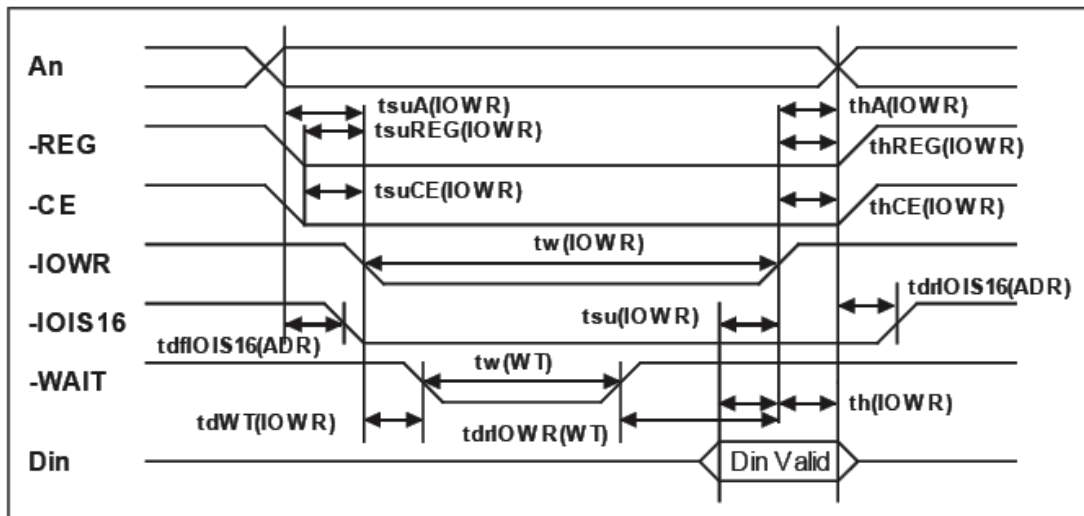 An
tsuA(IOWR)
thA(IOWR)
tsuREG(IOWR)
-REG
thREG(IOWR)
tsuCE(IOWR)
-CE
thCE(IOWR)
-IOWR
tw(IOWR)
tdrIOIS16(ADR)
-IOIS16
tsu(IOWR)
tdfIOIS16(ADR)
-WAIT
tw(WT)
th(IOWR)
tdWT(IOWR)
tdrIOWR(WT)
Din
Din Valid